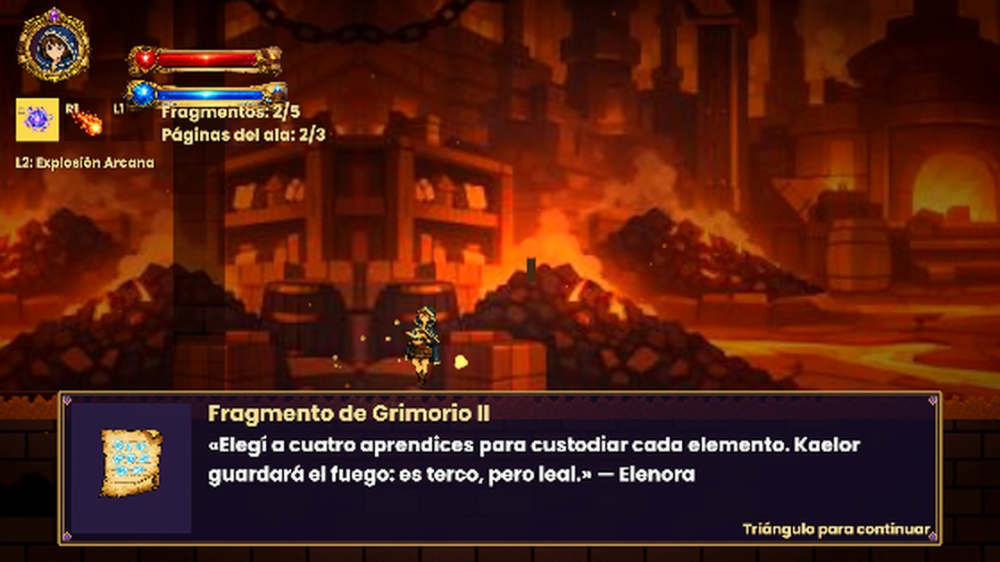 R1
L1
Fragmentos: 2/5
Páginas del ala: 2/3
L2: Explosión Arcana
Fragmento de Grimorio II
«Elegí a cuatro aprendices para custodiar cada elemento. Kaelor
guardará el fuego: es terco, pero leal.» — Elenora
Triángulo para continuar